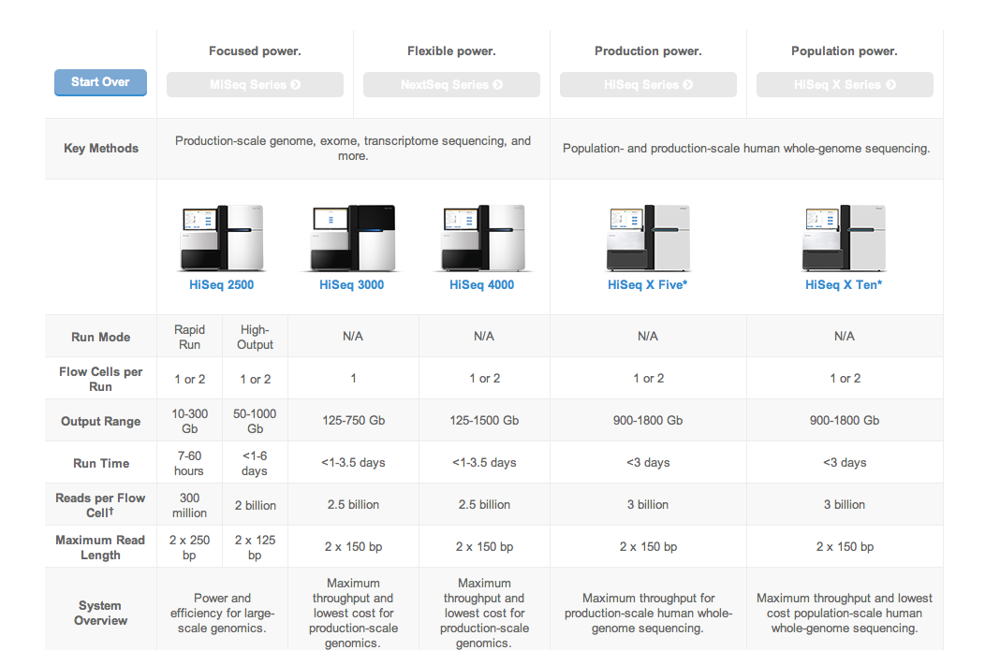 Focused power.
Flexible power.
Production power.
Population power.
Start Over
MiSeq Series
NextSeq Series
HiSeq Series
HiSeq X Series
Key Methods
Production-scale genome, exome, transcriptome sequencing, and
more.
Population- and production-scale human whole-genome sequencing.
HiSeq 2500
HiSeq 3000
HiSeq 4000
HiSeq X Five*
HiSeq X Ten*
Run Mode
Rapid
Run
High-
Output
N/A
N/A
N/A
N/A
Flow Cells per
Run
1 or 2
1 or 2
1
1 or 2
1 or 2
1 or 2
Output Range
10-300
Gb
50-1000
Gb
125-750 Gb
125-1500 Gb
900-1800 Gb
900-1800 Gb
Run Time
7-60
hours
<1-6
days
<1-3.5 days
<1-3.5 days
<3 days
<3 days
Reads per Flow
Cell†
300
million
2 billion
2.5 billion
2.5 billion
3 billion
3 billion
Maximum Read
Length
2 x 250
bp
2 x 125
bp
2 x 150 bp
2 x 150 bp
2 x 150 bp
2 x 150 bp
System
Overview
Power and
efficiency for large-
scale genomics.
Maximum
throughput and
lowest cost for
production-scale
genomics.
Maximum
throughput and
lowest cost for
production-scale
genomics.
Maximum throughput for
production-scale human whole-
genome sequencing.
Maximum throughput and lowest
cost population-scale human
whole-genome sequencing.